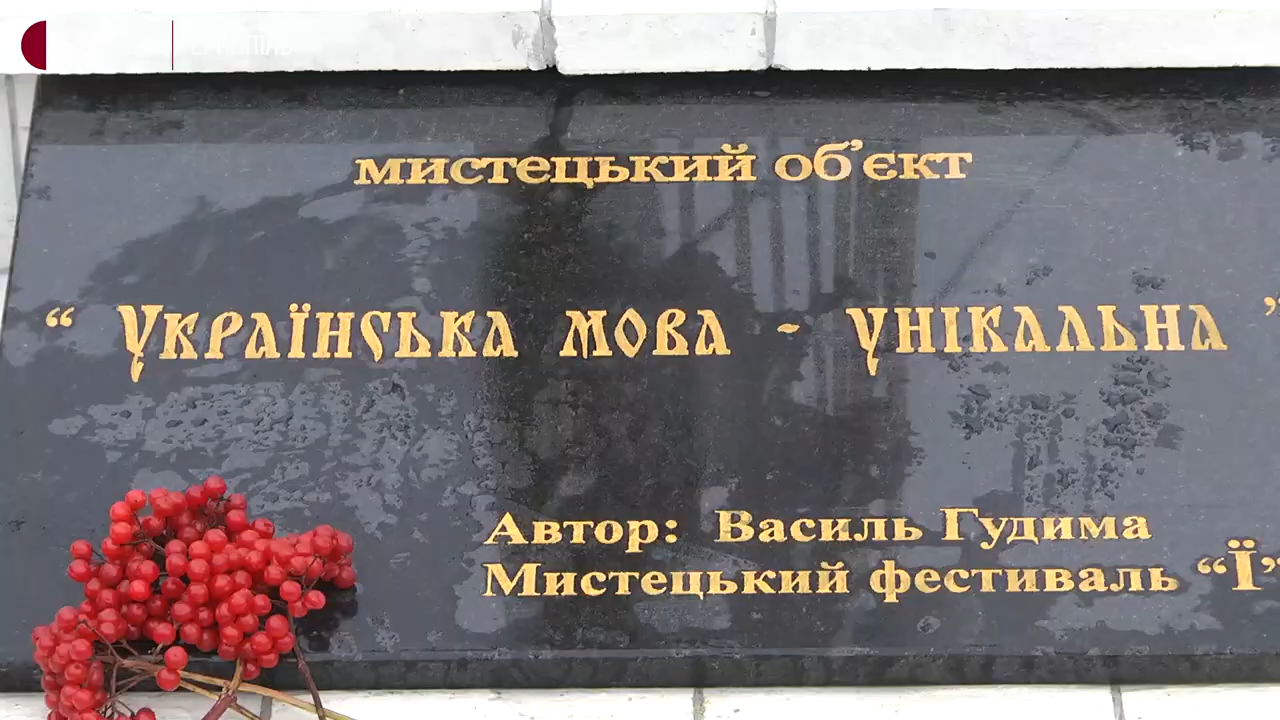 мистецький об'єкт
“ Українська мова - унікальна ”
Автор: Василь Гудима
Мистецький фестиваль “Ї”